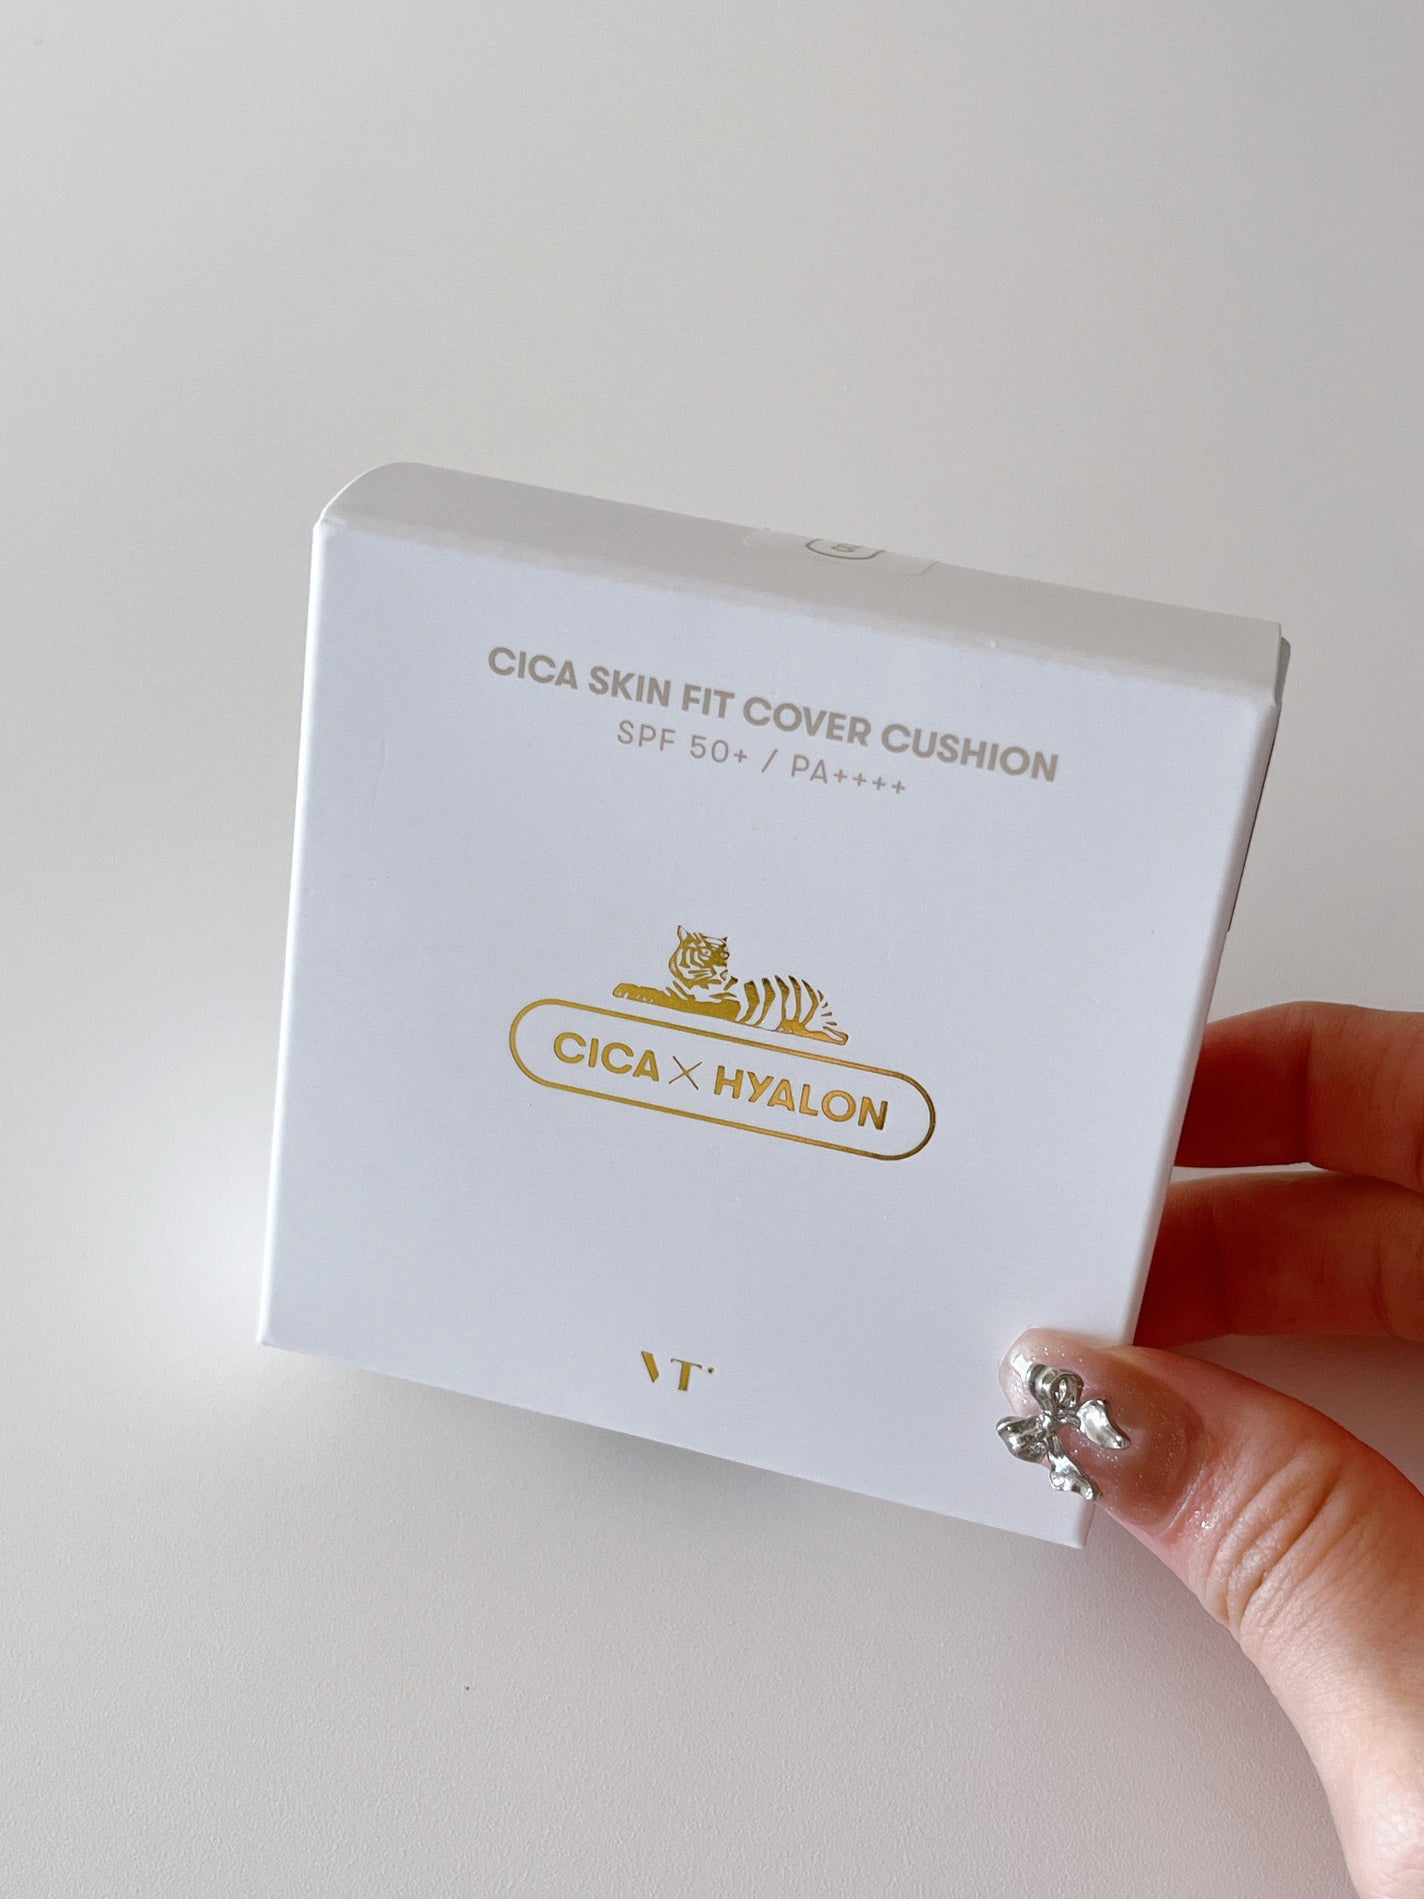 CICA SKIN FIT COVER CUSHION
SPF 50+ / PA++++
CICA × HYALON
VT